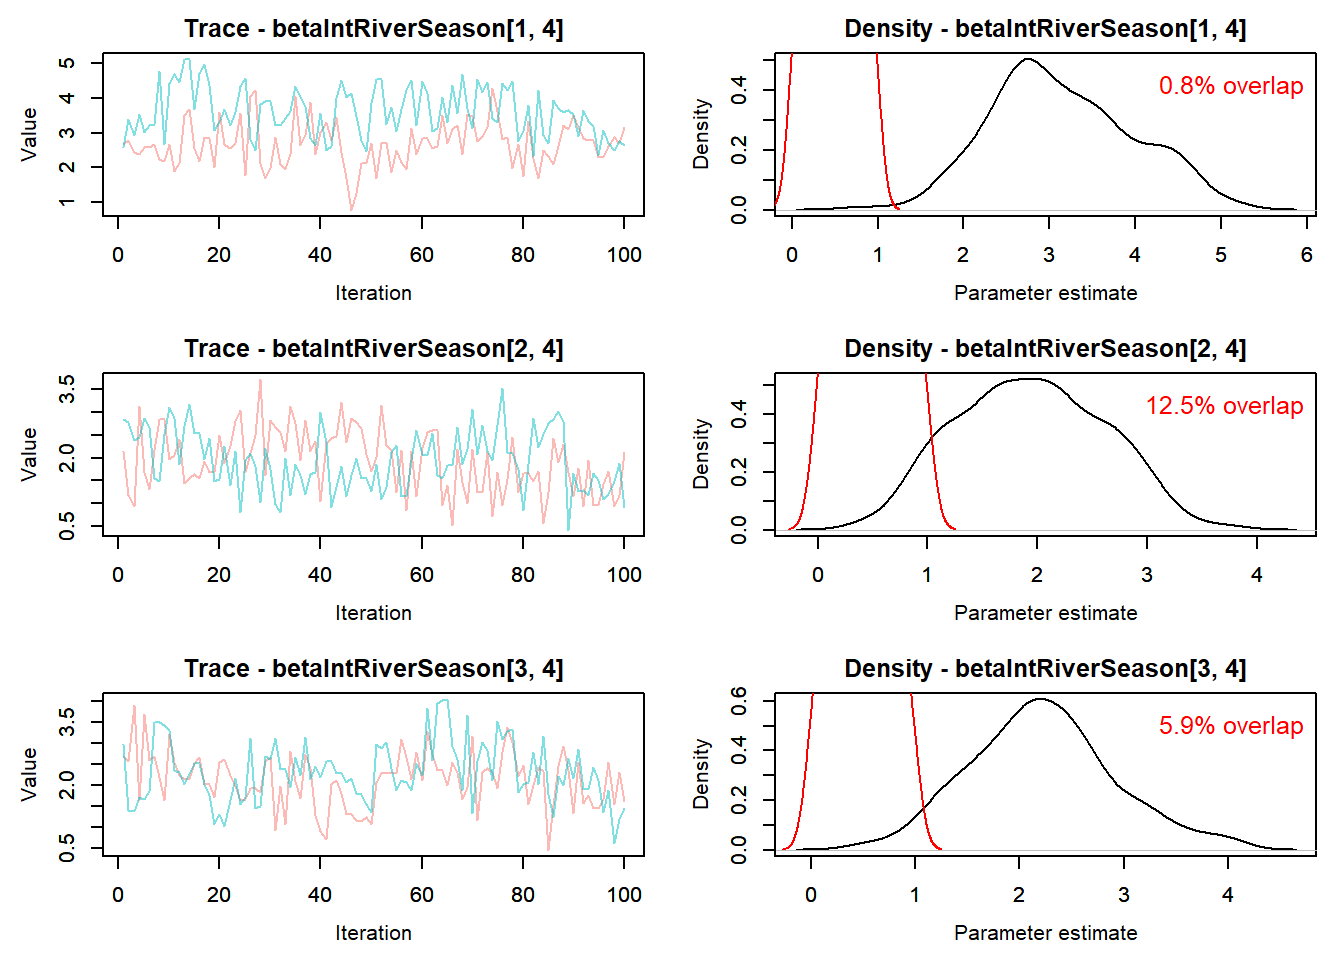 Trace - betaIntRiverSeason[1, 4]
Value
1 2 3 4 5
0 20 40 60 80 100
Iteration
Density - betaIntRiverSeason[1, 4]
Density
0.0 0.2 0.4
0.8% overlap
0 1 2 3 4 5 6
Parameter estimate
Trace - betaIntRiverSeason[2, 4]
Value
0.5 2.0 3.5
0 20 40 60 80 100
Iteration
Density - betaIntRiverSeason[2, 4]
Density
0.0 0.2 0.4
12.5% overlap
0 1 2 3 4
Parameter estimate
Trace - betaIntRiverSeason[3, 4]
Value
0.5 2.0 3.5
0 20 40 60 80 100
Iteration
Density - betaIntRiverSeason[3, 4]
Density
0.0 0.2 0.4 0.6
5.9% overlap
0 1 2 3 4
Parameter estimate